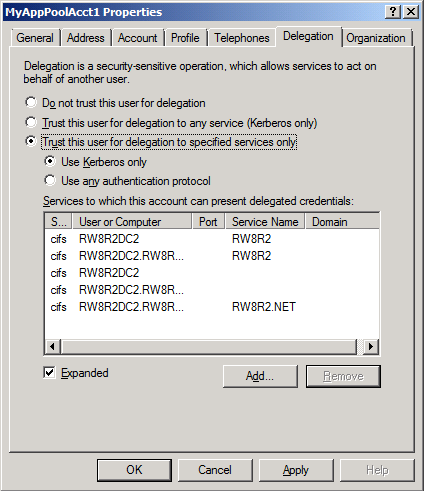 MyAppPoolAcct1 Properties
General Address Account Profile Telephones Delegation Organization
Delegation is a security-sensitive operation, which allows services to act on
behalf of another user.
Do not trust this user for delegation
Trust this user for delegation to any service (Kerberos only)
Trust this user for delegation to specified services only
Use Kerberos only
Use any authentication protocol
Services to which this account can present delegated credentials:
S... User or Computer Port Service Name Domain
cifs RW8R2DC2 RW8R2
cifs RW8R2DC2.RW8R... RW8R2
cifs RW8R2DC2
cifs RW8R2DC2.RW8R...
cifs RW8R2DC2.RW8R... RW8R2.NET
Expanded Add... Remove
OK Cancel Apply Help